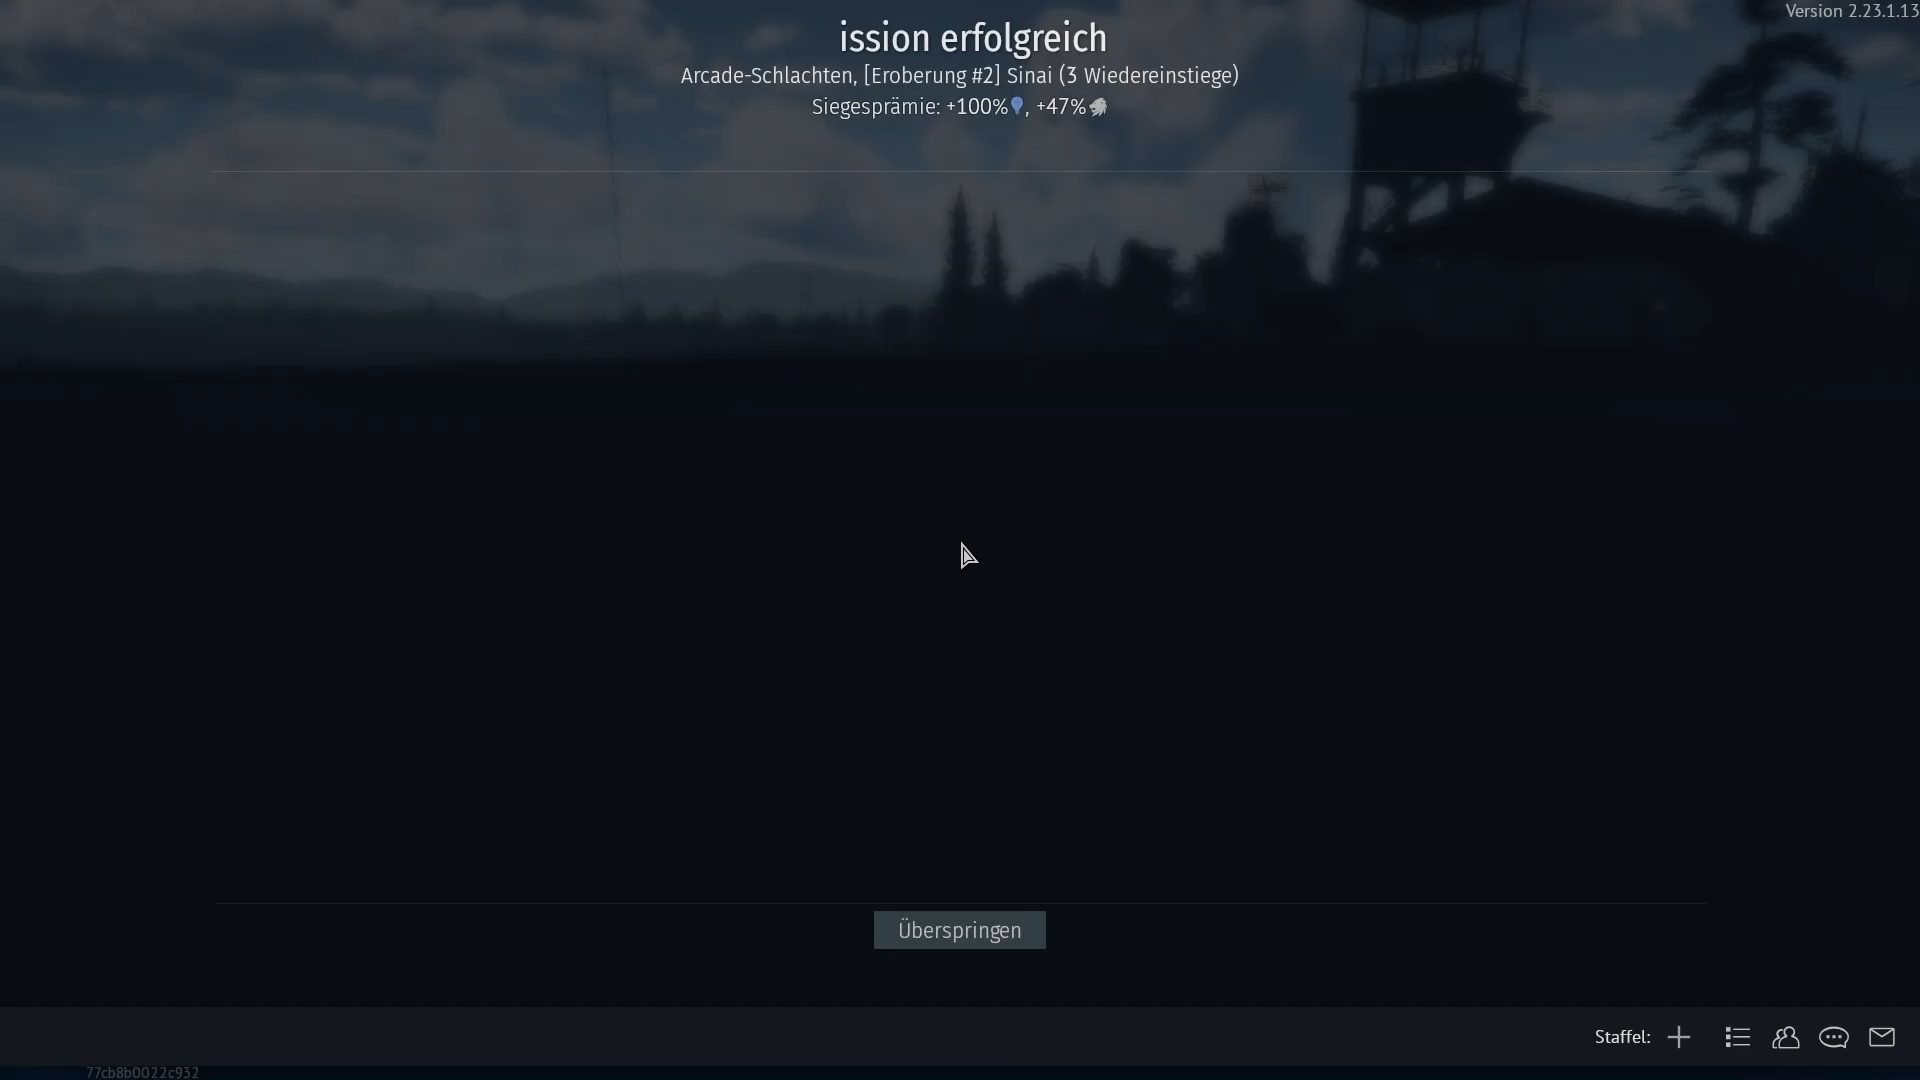 Version 2.23.1.13
ission erfolgreich
Arcade-Schlachten, [Eroberung #2] Sinai (3 Wiedereinstiege)
Siegesprämie: +100%, +47%
Überspringen
Staffel:
77cb8b0022c932